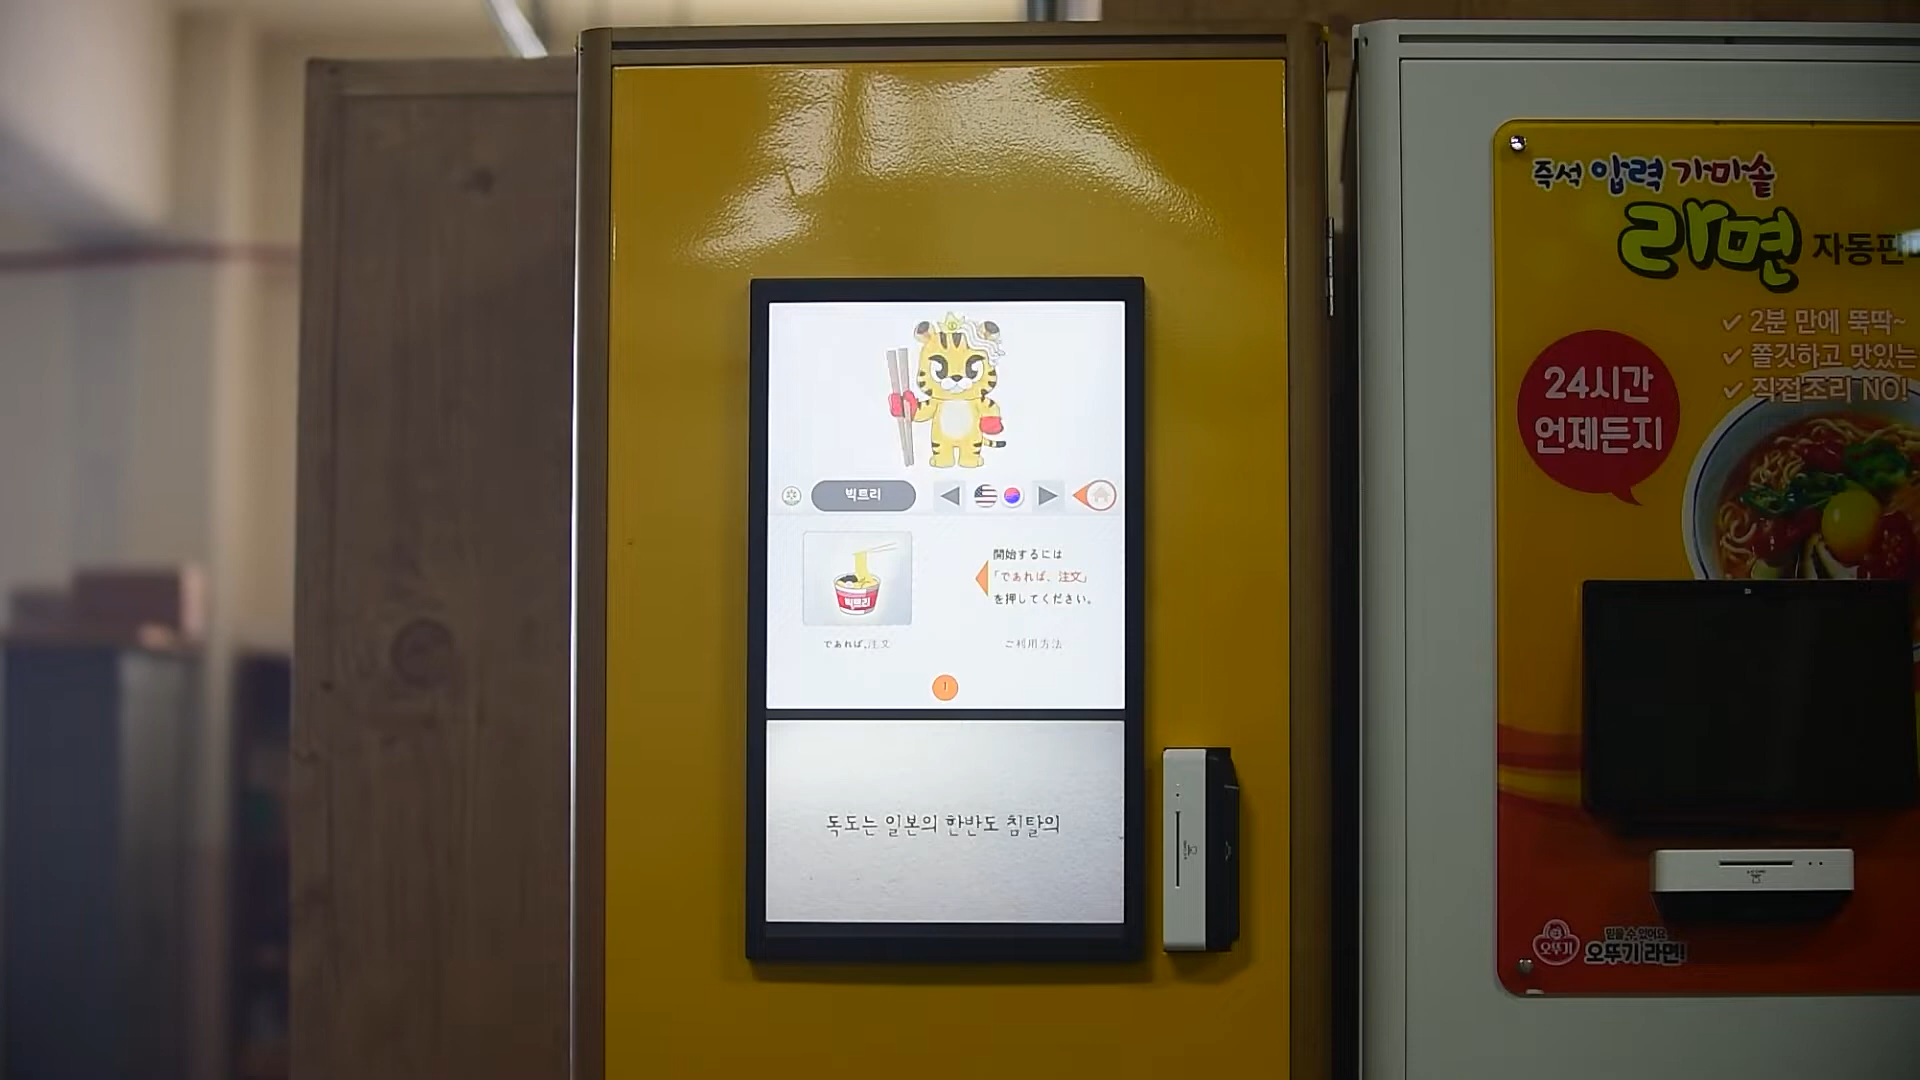 빅트리
開始するには
「であれば、注文」
を押してください。
であれば,注文
ご利用方法
1
독도는 일본의 한반도 침탈의
즉석 압력 가마솥
라면 자동판
✓ 2분 만에 뚝딱~
✓ 쫄깃하고 맛있는
✓ 직접조리 NO!
24시간
언제든지
믿을 수 있어요
오뚜기
오뚜기 라면!